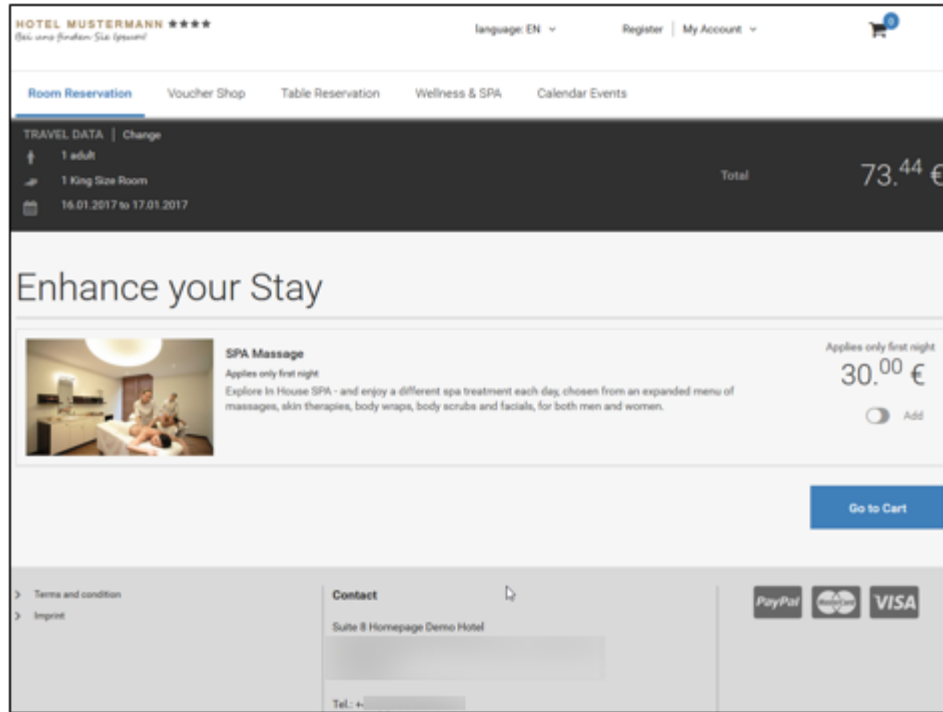 HOTEL MUSTERMANN ★★★★
Bei uns finden Sie Ipsum!
language: EN
Register | My Account
0
Room Reservation
Voucher Shop
Table Reservation
Wellness & SPA
Calendar Events
TRAVEL DATA | Change
1 adult
1 King Size Room
16.01.2017 to 17.01.2017
Total
73.44 €
Enhance your Stay
SPA Massage
Applies only first night
Explore In House SPA - and enjoy a different spa treatment each day, chosen from an expanded menu of
massages, skin therapies, body wraps, body scrubs and facials, for both men and women.
Applies only first night
30.00 €
Add
Go to Cart
Terms and condition
Imprint
Contact
Suite 8 Homepage Demo Hotel
Tel.: +
PayPal
MasterCard
VISA